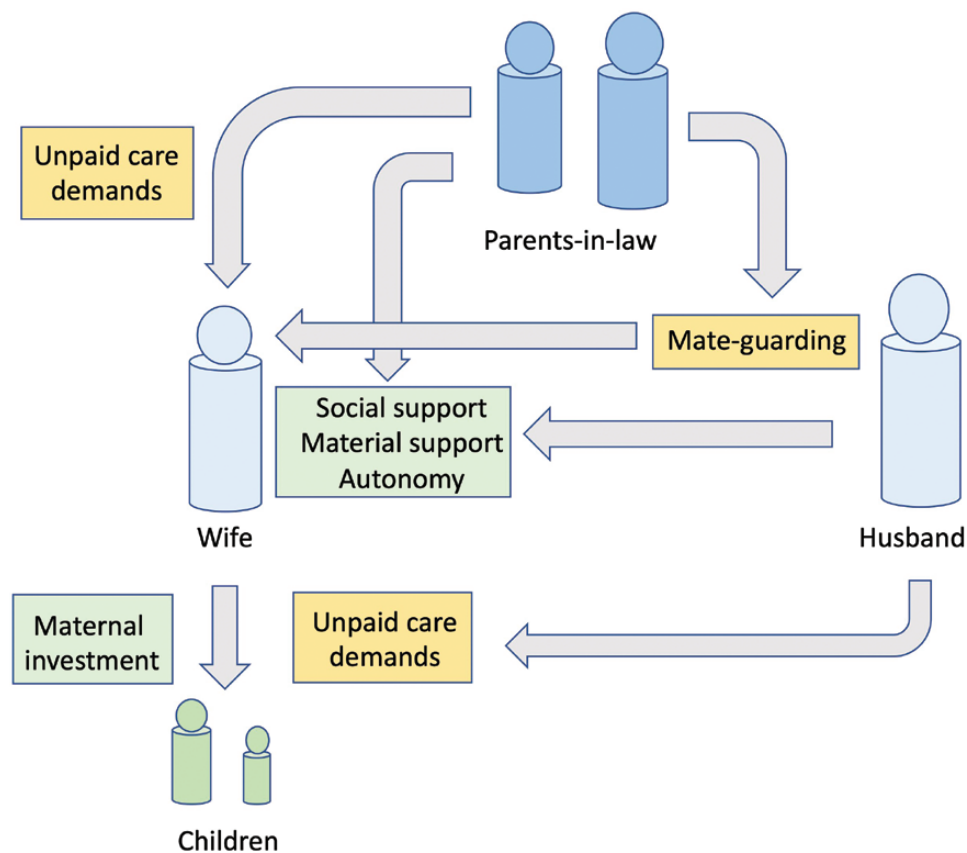 Unpaid care
demands
Parents-in-law
Mate-guarding
Social support
Material support
Autonomy
Wife
Husband
Maternal
investment
Unpaid care
demands
Children